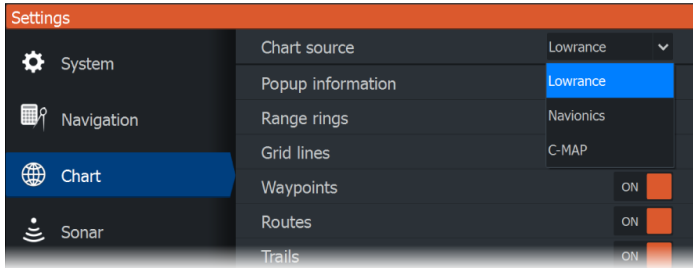 Settings
System
Navigation
Chart
Sonar
Chart source Lowrance
Popup information Lowrance
Range rings Navionics
Grid lines C-MAP
Waypoints ON
Routes ON
Trails ON